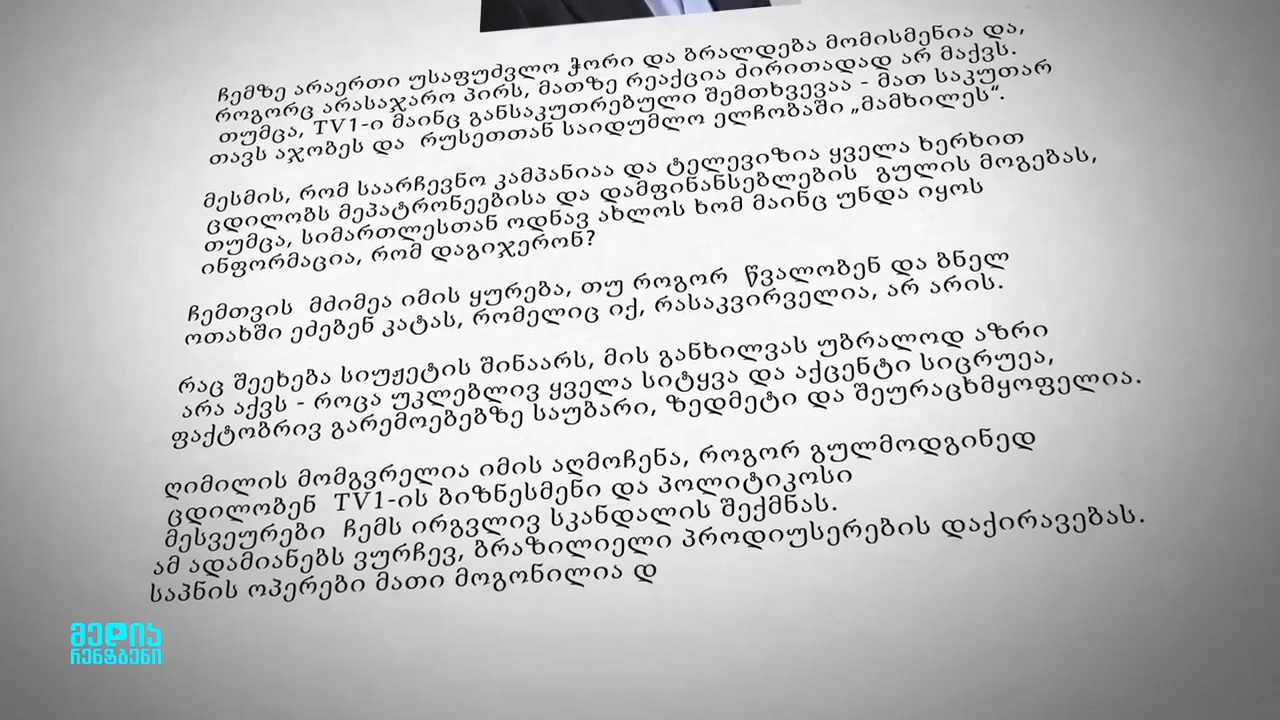 ჩემზე არაერთი უსაფუძვლო ჭორი და ბრალდება მომისმენია და,
როგორც არასაჯარო პირს, მათზე რეაქცია ძირითადად არ მაქვს.
თუმცა, TV1-ი მაინც განსაკუთრებული შემთხვევაა - მათ საკუთარ
თავს აჯობეს და რუსეთთან საიდუმლო ელჩობაში „მამხილეს“.
მესმის, რომ საარჩევნო კამპანიაა და ტელევიზია ყველა ხერხით
ცდილობს მეპატრონეებისა და დამფინანსებლების გულის მოგებას,
თუმცა, სიმართლესთან ოდნავ ახლოს ხომ მაინც უნდა იყოს
ინფორმაცია, რომ დაგიჯერონ?
ჩემთვის მძიმეა იმის ყურება, თუ როგორ წვალობენ და ბნელ
ოთახში ეძებენ კატას, რომელიც იქ, რასაკვირველია, არ არის.
რაც შეეხება სიუჟეტის შინაარს, მის განხილვას უბრალოდ აზრი
არა აქვს - როცა უკლებლივ ყველა სიტყვა და აქცენტი სიცრუეა,
ფაქტობრივ გარემოებებზე საუბარი, ზედმეტი და შეურაცხმყოფელია.
ღიმილის მომგვრელია იმის აღმოჩენა, როგორ გულმოდგინედ
ცდილობენ TV1-ის ბიზნესმენი და პოლიტიკოსი
მესვეურები ჩემს ირგვლივ სკანდალის შექმნას.
ამ ადამიანებს ვურჩევ, ბრაზილიელი პროდიუსერების დაქირავებას.
საპნის ოპერები მათი მოგონილია დ
მედია
რენტგენი